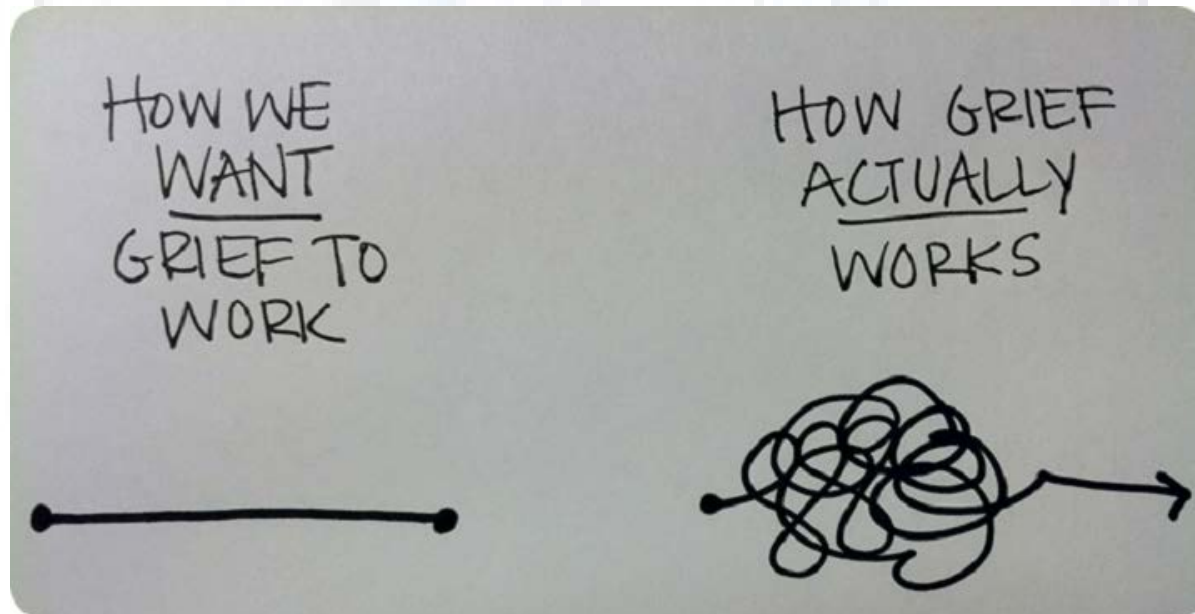 HOW WE
WANT
GRIEF TO
WORK
HOW GRIEF
ACTUALLY
WORKS